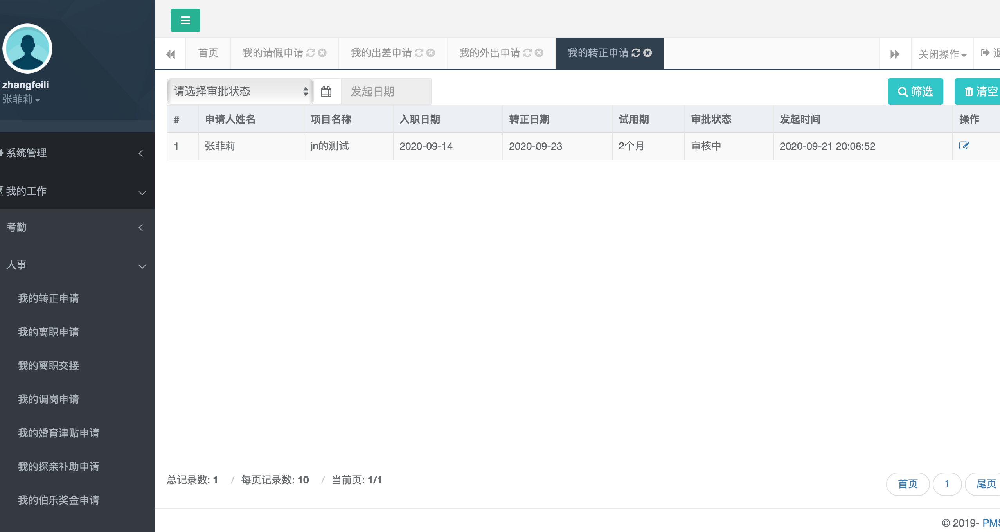 zhangfeili
张菲莉
系统管理
我的工作
考勤
人事
我的转正申请
我的离职申请
我的离职交接
我的调岗申请
我的婚育津贴申请
我的探亲补助申请
我的伯乐奖金申请
首页 我的请假申请 我的出差申请 我的外出申请 我的转正申请 关闭操作
请选择审批状态 发起日期 筛选 清空
# 申请人姓名 项目名称 入职日期 转正日期 试用期 审批状态 发起时间 操作
1 张菲莉 jn的测试 2020-09-14 2020-09-23 2个月 审核中 2020-09-21 20:08:52
总记录数: 1 / 每页记录数: 10 / 当前页: 1/1
首页 1 尾页
© 2019-